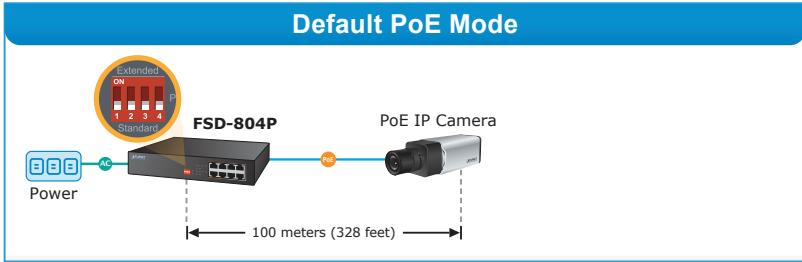 Default PoE Mode
Extended
ON
P
1 2 3 4
Standard
FSD-804P
PoE IP Camera
AC
PoE
Power
100 meters (328 feet)